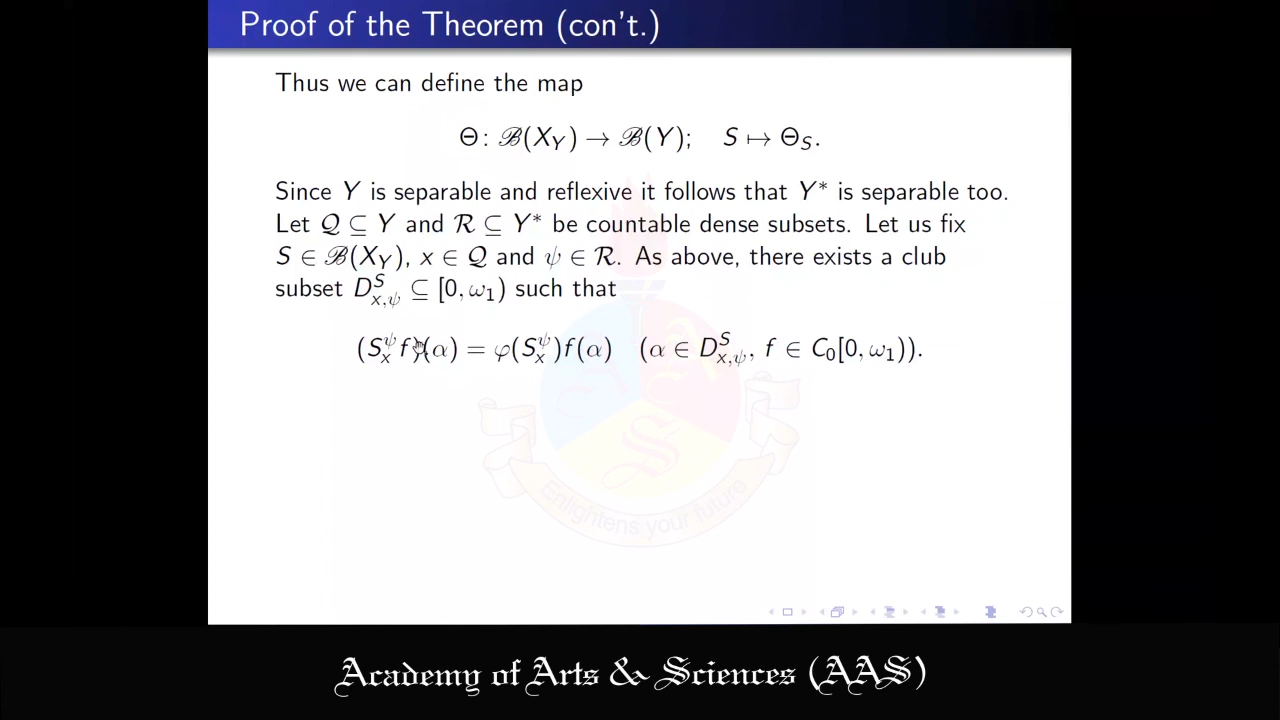 Proof of the Theorem (con't.)
Thus we can define the map
Θ: ℬ(X_Y) → ℬ(Y); S ↦ Θ_S.
Since Y is separable and reflexive it follows that Y* is separable too.
Let 𝒬 ⊆ Y and ℛ ⊆ Y* be countable dense subsets. Let us fix
S ∈ ℬ(X_Y), x ∈ 𝒬 and ψ ∈ ℛ. As above, there exists a club
subset D^S_{x,ψ} ⊆ [0, ω₁) such that
(S^ψ_x f)(α) = φ(S^ψ_x)f(α) (α ∈ D^S_{x,ψ}, f ∈ C₀[0, ω₁)).
Enlightens your future
Academy of Arts & Sciences (AAS)